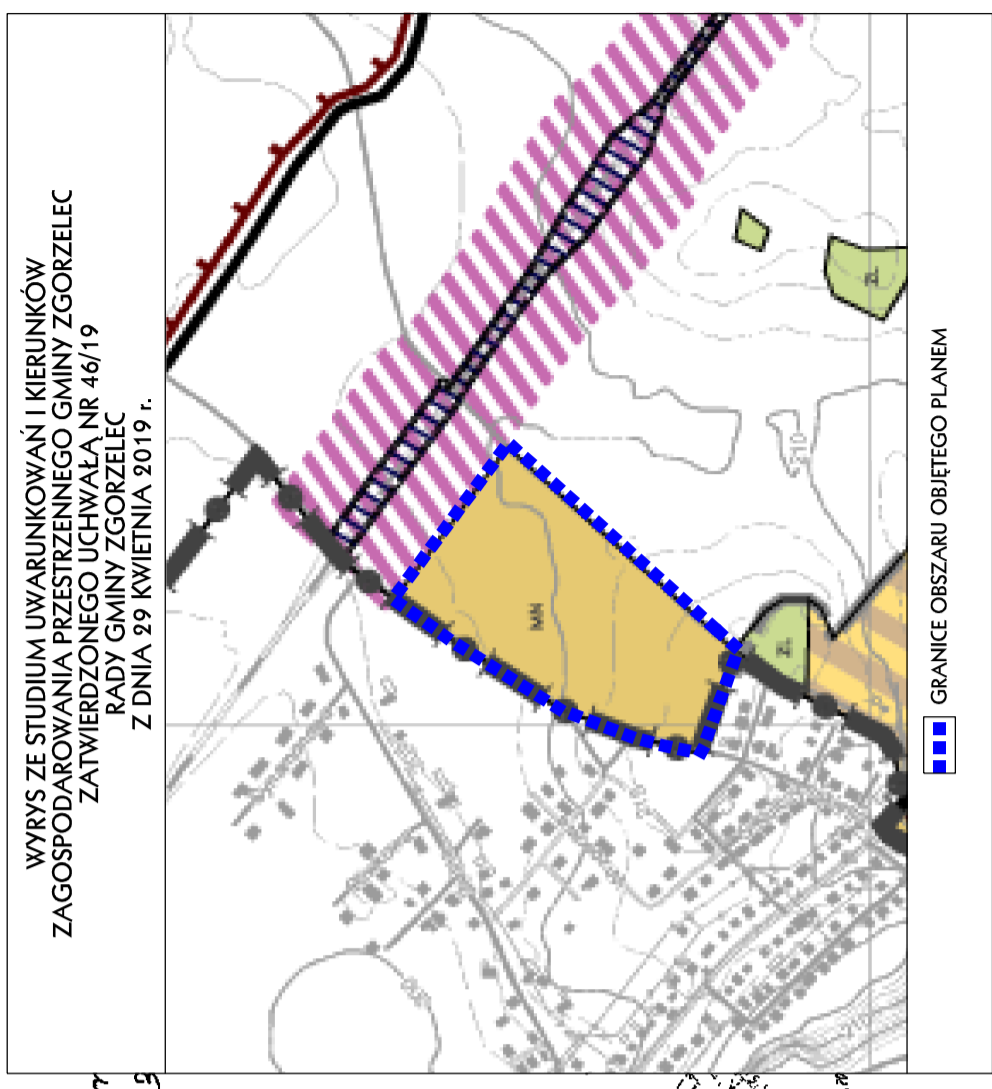 WYRYS ZE STUDIUM UWARUNKOWAŃ I KIERUNKÓW
ZAGOSPODAROWANIA PRZESTRZENNEGO GMINY ZGORZELEC
ZATWIERDZONEGO UCHWAŁĄ NR 46/19
RADY GMINY ZGORZELEC
Z DNIA 29 KWIETNIA 2019 r.
MN
ZL
ZL
210
GRANICE OBSZARU OBJĘTEGO PLANEM